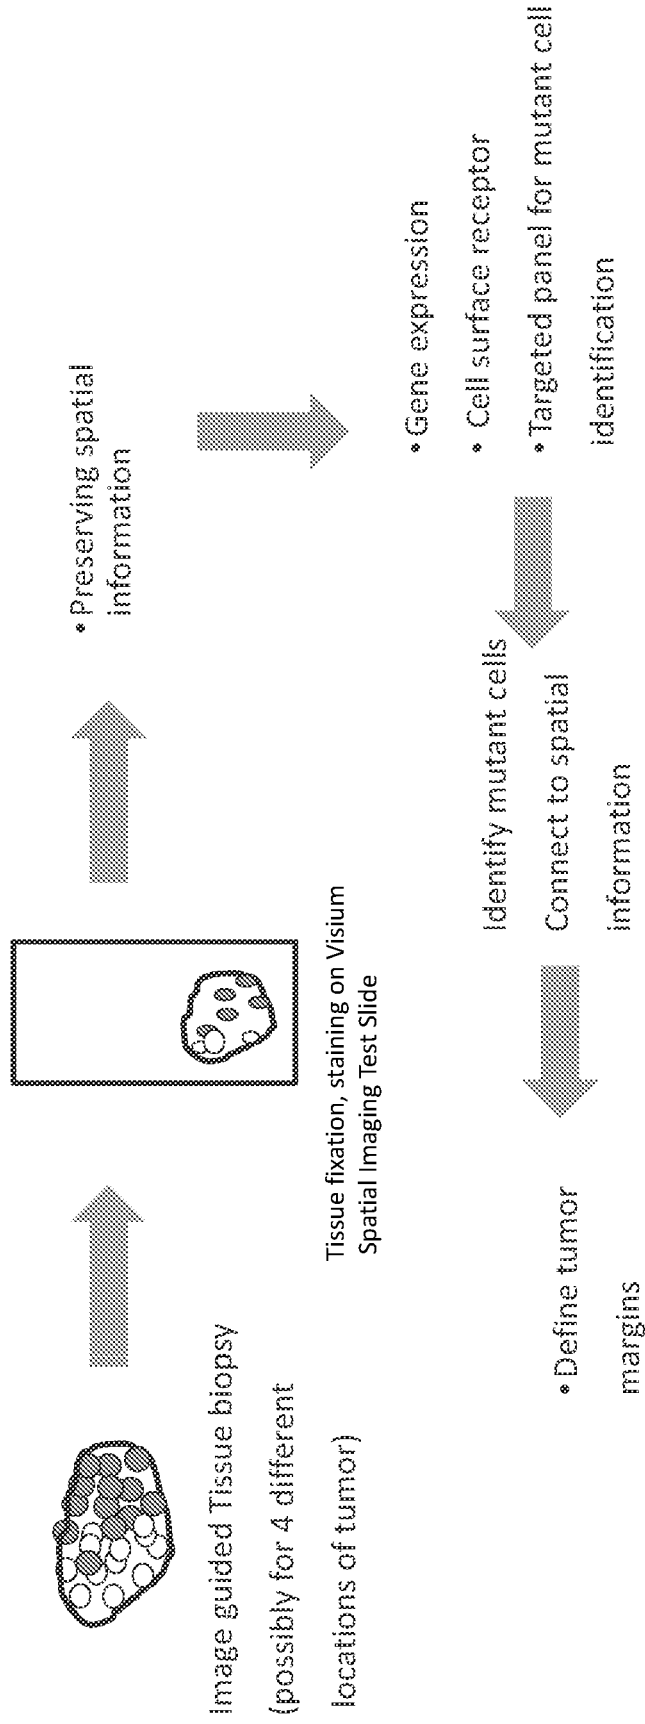 Image guided Tissue biopsy
(possibly for 4 different
locations of tumor)
Tissue fixation, staining on Visium
Spatial Imaging Test Slide
• Preserving spatial
information
• Gene expression
• Cell surface receptor
• Targeted panel for mutant cell
identification
Identify mutant cells
Connect to spatial
information
• Define tumor
margins